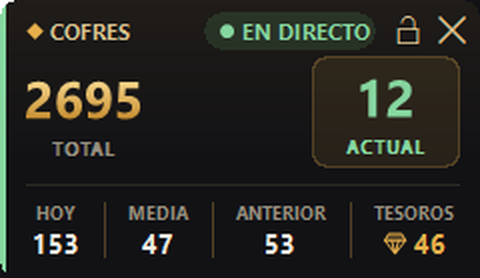 COFRES EN DIRECTO
2695 12
TOTAL ACTUAL
HOY MEDIA ANTERIOR TESOROS
153 47 53 46